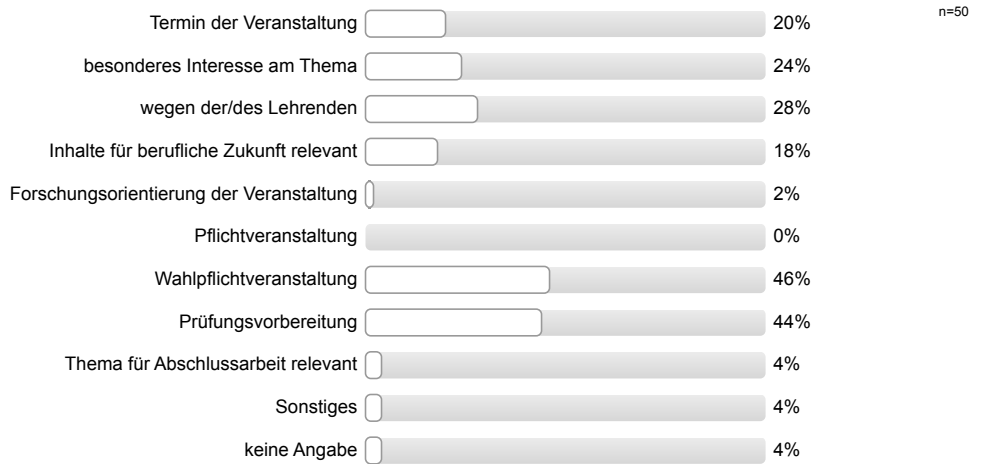 Termin der Veranstaltung 20% n=50
besonderes Interesse am Thema 24%
wegen der/des Lehrenden 28%
Inhalte für berufliche Zukunft relevant 18%
Forschungsorientierung der Veranstaltung 2%
Pflichtveranstaltung 0%
Wahlpflichtveranstaltung 46%
Prüfungsvorbereitung 44%
Thema für Abschlussarbeit relevant 4%
Sonstiges 4%
keine Angabe 4%